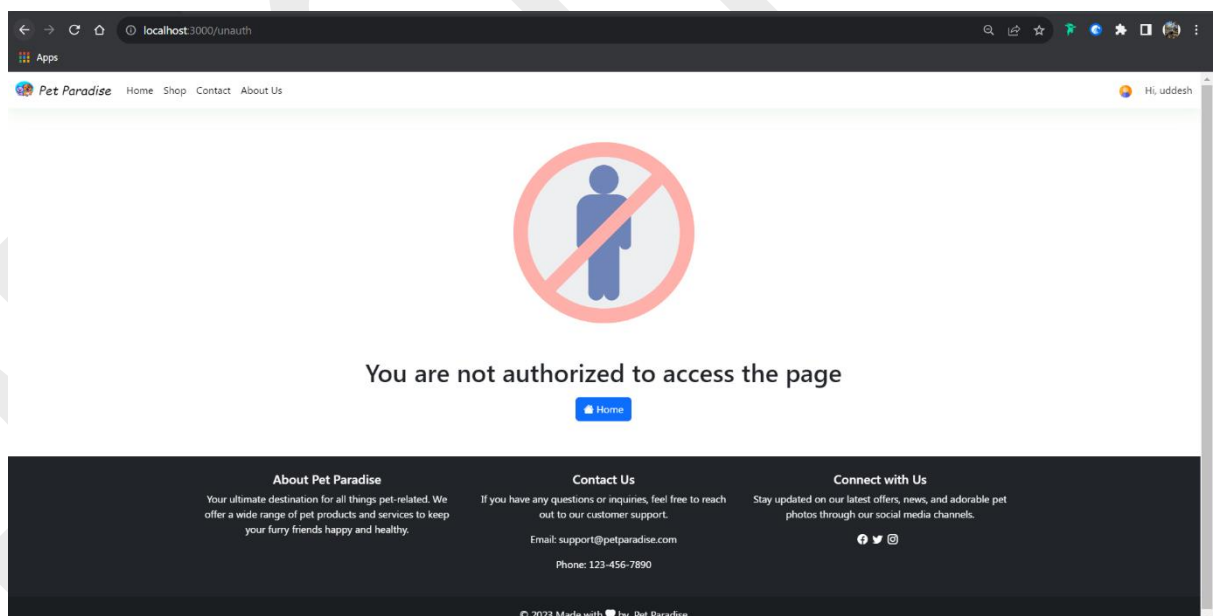 localhost:3000/unauth
Apps
Pet Paradise Home Shop Contact About Us Hi, uddesh
You are not authorized to access the page
Home
About Pet Paradise
Your ultimate destination for all things pet-related. We
offer a wide range of pet products and services to keep
your furry friends happy and healthy.
Contact Us
If you have any questions or inquiries, feel free to reach
out to our customer support.
Email: support@petparadise.com
Phone: 123-456-7890
Connect with Us
Stay updated on our latest offers, news, and adorable pet
photos through our social media channels.
© 2023 Made with by Pet Paradise